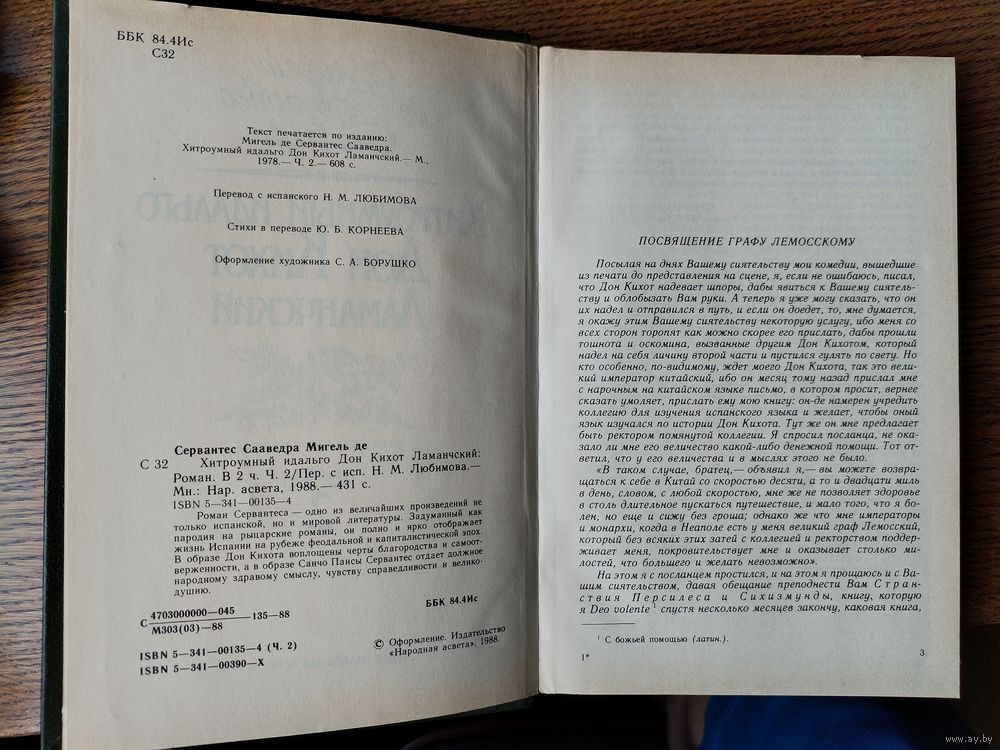 ББК 84.4Ис
С32
Текст печатается по изданию:
Мигель де Сервантес Сааведра.
Хитроумный идальго Дон Кихот Ламанчский.— М.,
1978.— Ч. 2.— 608 с.
Перевод с испанского Н. М. ЛЮБИМОВА
Стихи в переводе Ю. Б. КОРНЕЕВА
Оформление художника С. А. БОРУШКО
Сервантес Сааведра Мигель де
С 32 Хитроумный идальго Дон Кихот Ламанчский:
Роман. В 2 ч. Ч. 2/Пер. с исп. Н. М. Любимова.—
Мн.: Нар. асвета, 1988.— 431 с.
ISBN 5—341—00135—4
Роман Сервантеса — одно из величайших произведений не
только испанской, но и мировой литературы. Задуманный как
пародия на рыцарские романы, он полно и ярко отображает
жизнь Испании на рубеже феодальной и капиталистической эпох.
В образе Дон Кихота воплощены черты благородства и самоот-
верженности, а в образе Санчо Пансы Сервантес отдает должное
народному здравому смыслу, чувству справедливости и велико-
душию.
С 4703000000—045
М303(03)—88
135—88
ББК 84.4Ис
ISBN 5—341—00135—4 (Ч. 2)
ISBN 5—341—00390—X
© Оформление. Издательство
«Народная асвета», 1988.
ПОСВЯЩЕНИЕ ГРАФУ ЛЕМОССКОМУ
Посылая на днях Вашему сиятельству мои комедии, вышедшие
из печати до представления на сцене, я, если не ошибаюсь, писал,
что Дон Кихот надевает шпоры, дабы явиться к Вашему сиятель-
ству и облобызать Вам руки. А теперь я уже могу сказать, что он
их надел и отправился в путь, и если он доедет, то, мне думается,
я окажу этим Вашему сиятельству некоторую услугу, ибо меня со
всех сторон торопят как можно скорее его прислать, дабы прошли
тошнота и оскомина, вызванные другим Дон Кихотом, который
надел на себя личину второй части и пустился гулять по свету. Но
кто особенно, по-видимому, ждет моего Дон Кихота, так это вели-
кий император китайский, ибо он месяц тому назад прислал мне
с нарочным на китайском языке письмо, в котором просит, вернее
сказать умоляет, прислать ему мою книгу: он-де намерен учредить
коллегию для изучения испанского языка и желает, чтобы оный
язык изучался по истории Дон Кихота. Тут же он мне предлагает
быть ректором помянутой коллегии. Я спросил посланца, не ока-
зало ли мне его величество какой-либо денежной помощи. Тот от-
ветил, что у его величества и в мыслях этого не было.
«В таком случае, братец,— объявил я,— вы можете возвра-
щаться к себе в Китай со скоростью десяти, а то и двадцати миль
в день, словом, с любой скоростью, мне же не позволяет здоровье
в столь длительное пускаться путешествие, и мало того, что я бо-
лен, но еще и сижу без гроша; однако же что мне императоры
и монархи, когда в Неаполе есть у меня великий граф Лемосский,
который без всяких этих затей с коллегией и ректорством поддер-
живает меня, покровительствует мне и оказывает столько ми-
лостей, что большего и желать невозможно».
На этом я с посланцем простился, и на этом я прощаюсь и с Ва-
шим сиятельством, давая обещание преподнести Вам Стран-
ствия Персилеса и Сихизмунды, книгу, которую
я Deo volente ¹ спустя несколько месяцев закончу, каковая книга,
¹ С божьей помощью (латин.).
1*
3
www.ay.by